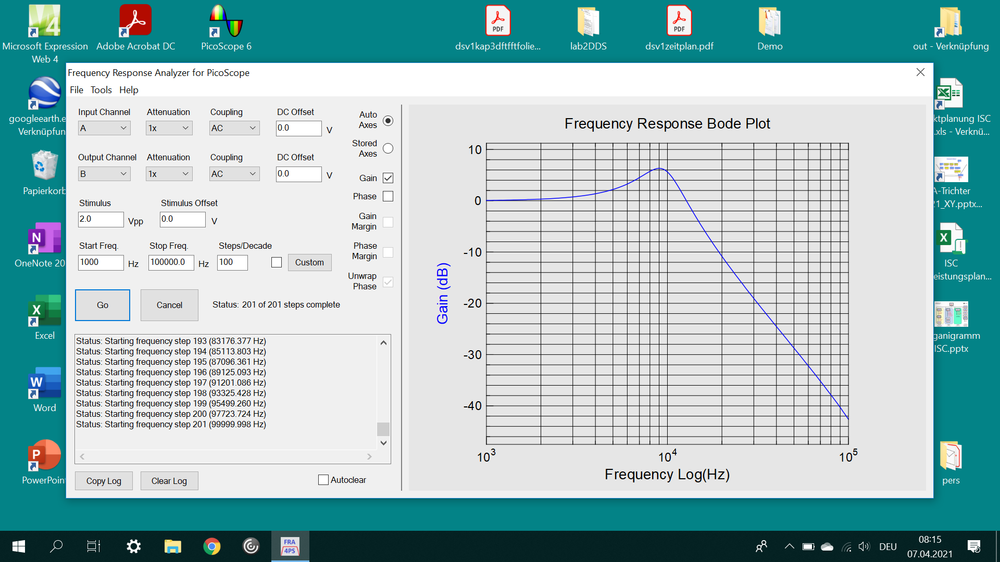 Microsoft Expression
Web 4
Adobe Acrobat DC
PicoScope 6
PDF
dsv1kap3dftfftfolie...
lab2DDS
PDF
dsv1zeitplan.pdf
Demo
out - Verknüpfung
googleearth.e
Verknüpfun
Papierkorb
OneNote 20
Excel
Word
PowerPoint
Frequency Response Analyzer for PicoScope
File Tools Help
Input Channel Attenuation Coupling DC Offset
A 1x AC 0.0 V
Output Channel Attenuation Coupling DC Offset
B 1x AC 0.0 V
Stimulus Stimulus Offset
2.0 Vpp 0.0 V
Start Freq. Stop Freq. Steps/Decade
1000 Hz 100000.0 Hz 100 Custom
Go Cancel Status: 201 of 201 steps complete
Auto
Axes
Stored
Axes
Gain
Phase
Gain
Margin
Phase
Margin
Unwrap
Phase
Status: Starting frequency step 193 (83176.377 Hz)
Status: Starting frequency step 194 (85113.803 Hz)
Status: Starting frequency step 195 (87096.361 Hz)
Status: Starting frequency step 196 (89125.093 Hz)
Status: Starting frequency step 197 (91201.086 Hz)
Status: Starting frequency step 198 (93325.428 Hz)
Status: Starting frequency step 199 (95499.260 Hz)
Status: Starting frequency step 200 (97723.724 Hz)
Status: Starting frequency step 201 (99999.998 Hz)
Copy Log Clear Log Autoclear
Frequency Response Bode Plot
Gain (dB)
10
0
-10
-20
-30
-40
10^3 10^4 10^5
Frequency Log(Hz)
ktplanung ISC
.xls - Verknü...
A-Trichter
21_XY.pptx...
ISC
eistungsplan...
ganigramm
ISC.pptx
pers
FRA
4PS
DEU
08:15
07.04.2021